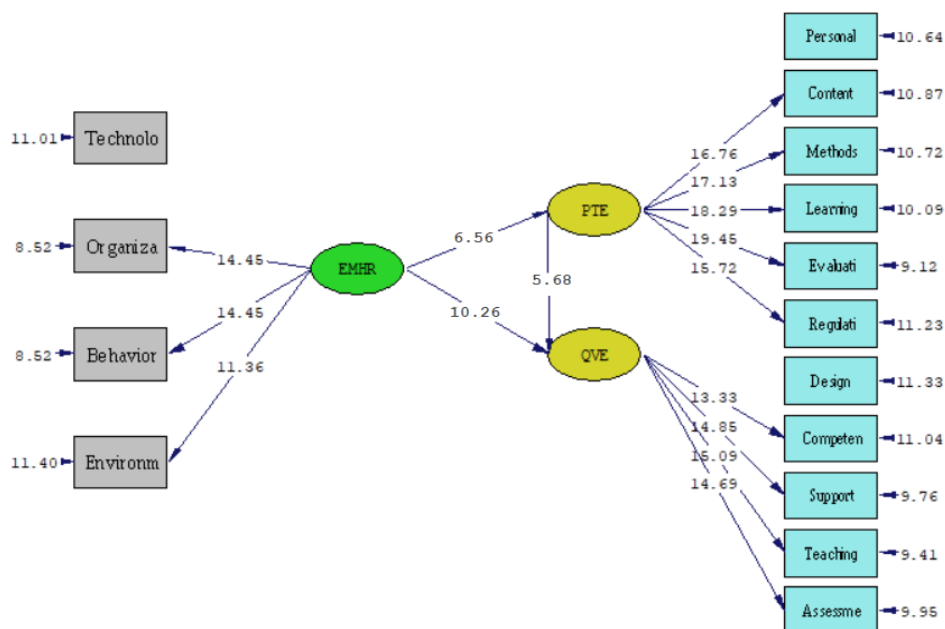 Personal
10.64
Content
10.87
11.01
Technolo
Methods
10.72
16.76
17.13
PTE
18.29
Learning
10.09
8.52
Organiza
14.45
6.56
19.45
EMHR
15.72
Evaluati
9.12
5.68
14.45
10.26
Regulati
11.23
8.52
Behavior
11.36
QVE
Design
11.33
13.33
14.85
Competen
11.04
11.40
Environm
15.09
14.69
Support
9.76
Teaching
9.41
Assessme
9.95